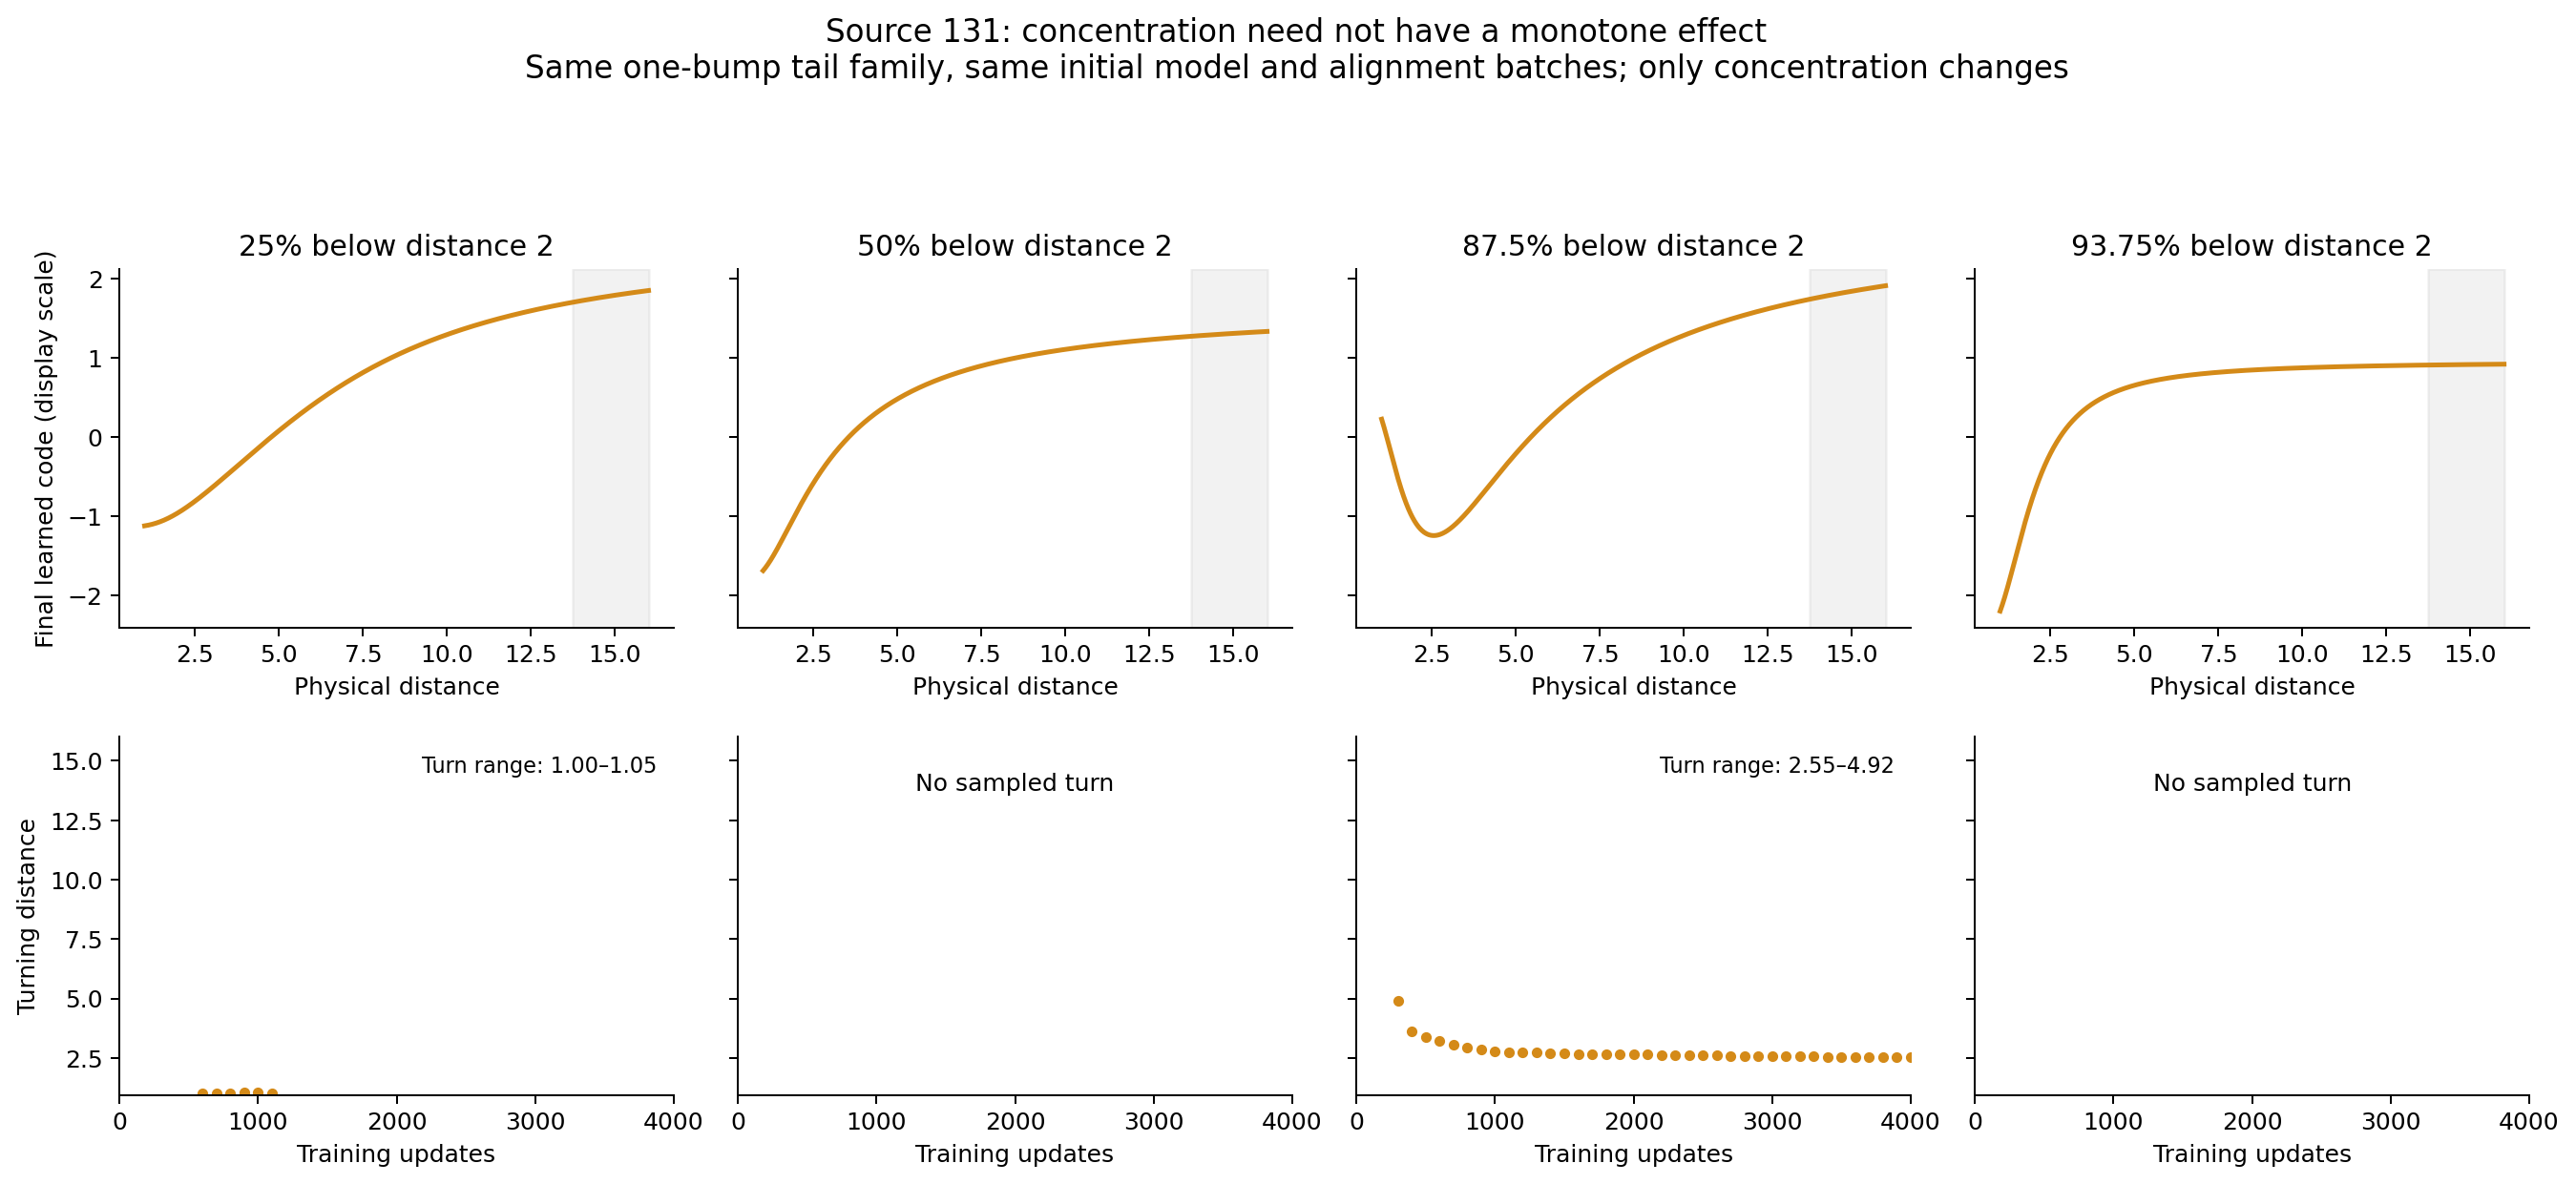 Source 131: concentration need not have a monotone effect
Same one-bump tail family, same initial model and alignment batches; only concentration changes
25% below distance 2
50% below distance 2
87.5% below distance 2
93.75% below distance 2
Final learned code (display scale)
2
1
0
−1
−2
2.5 5.0 7.5 10.0 12.5 15.0
2.5 5.0 7.5 10.0 12.5 15.0
2.5 5.0 7.5 10.0 12.5 15.0
2.5 5.0 7.5 10.0 12.5 15.0
Physical distance
Physical distance
Physical distance
Physical distance
Turning distance
15.0
12.5
10.0
7.5
5.0
2.5
Turn range: 1.00–1.05
No sampled turn
Turn range: 2.55–4.92
No sampled turn
0 1000 2000 3000 4000
0 1000 2000 3000 4000
0 1000 2000 3000 4000
0 1000 2000 3000 4000
Training updates
Training updates
Training updates
Training updates